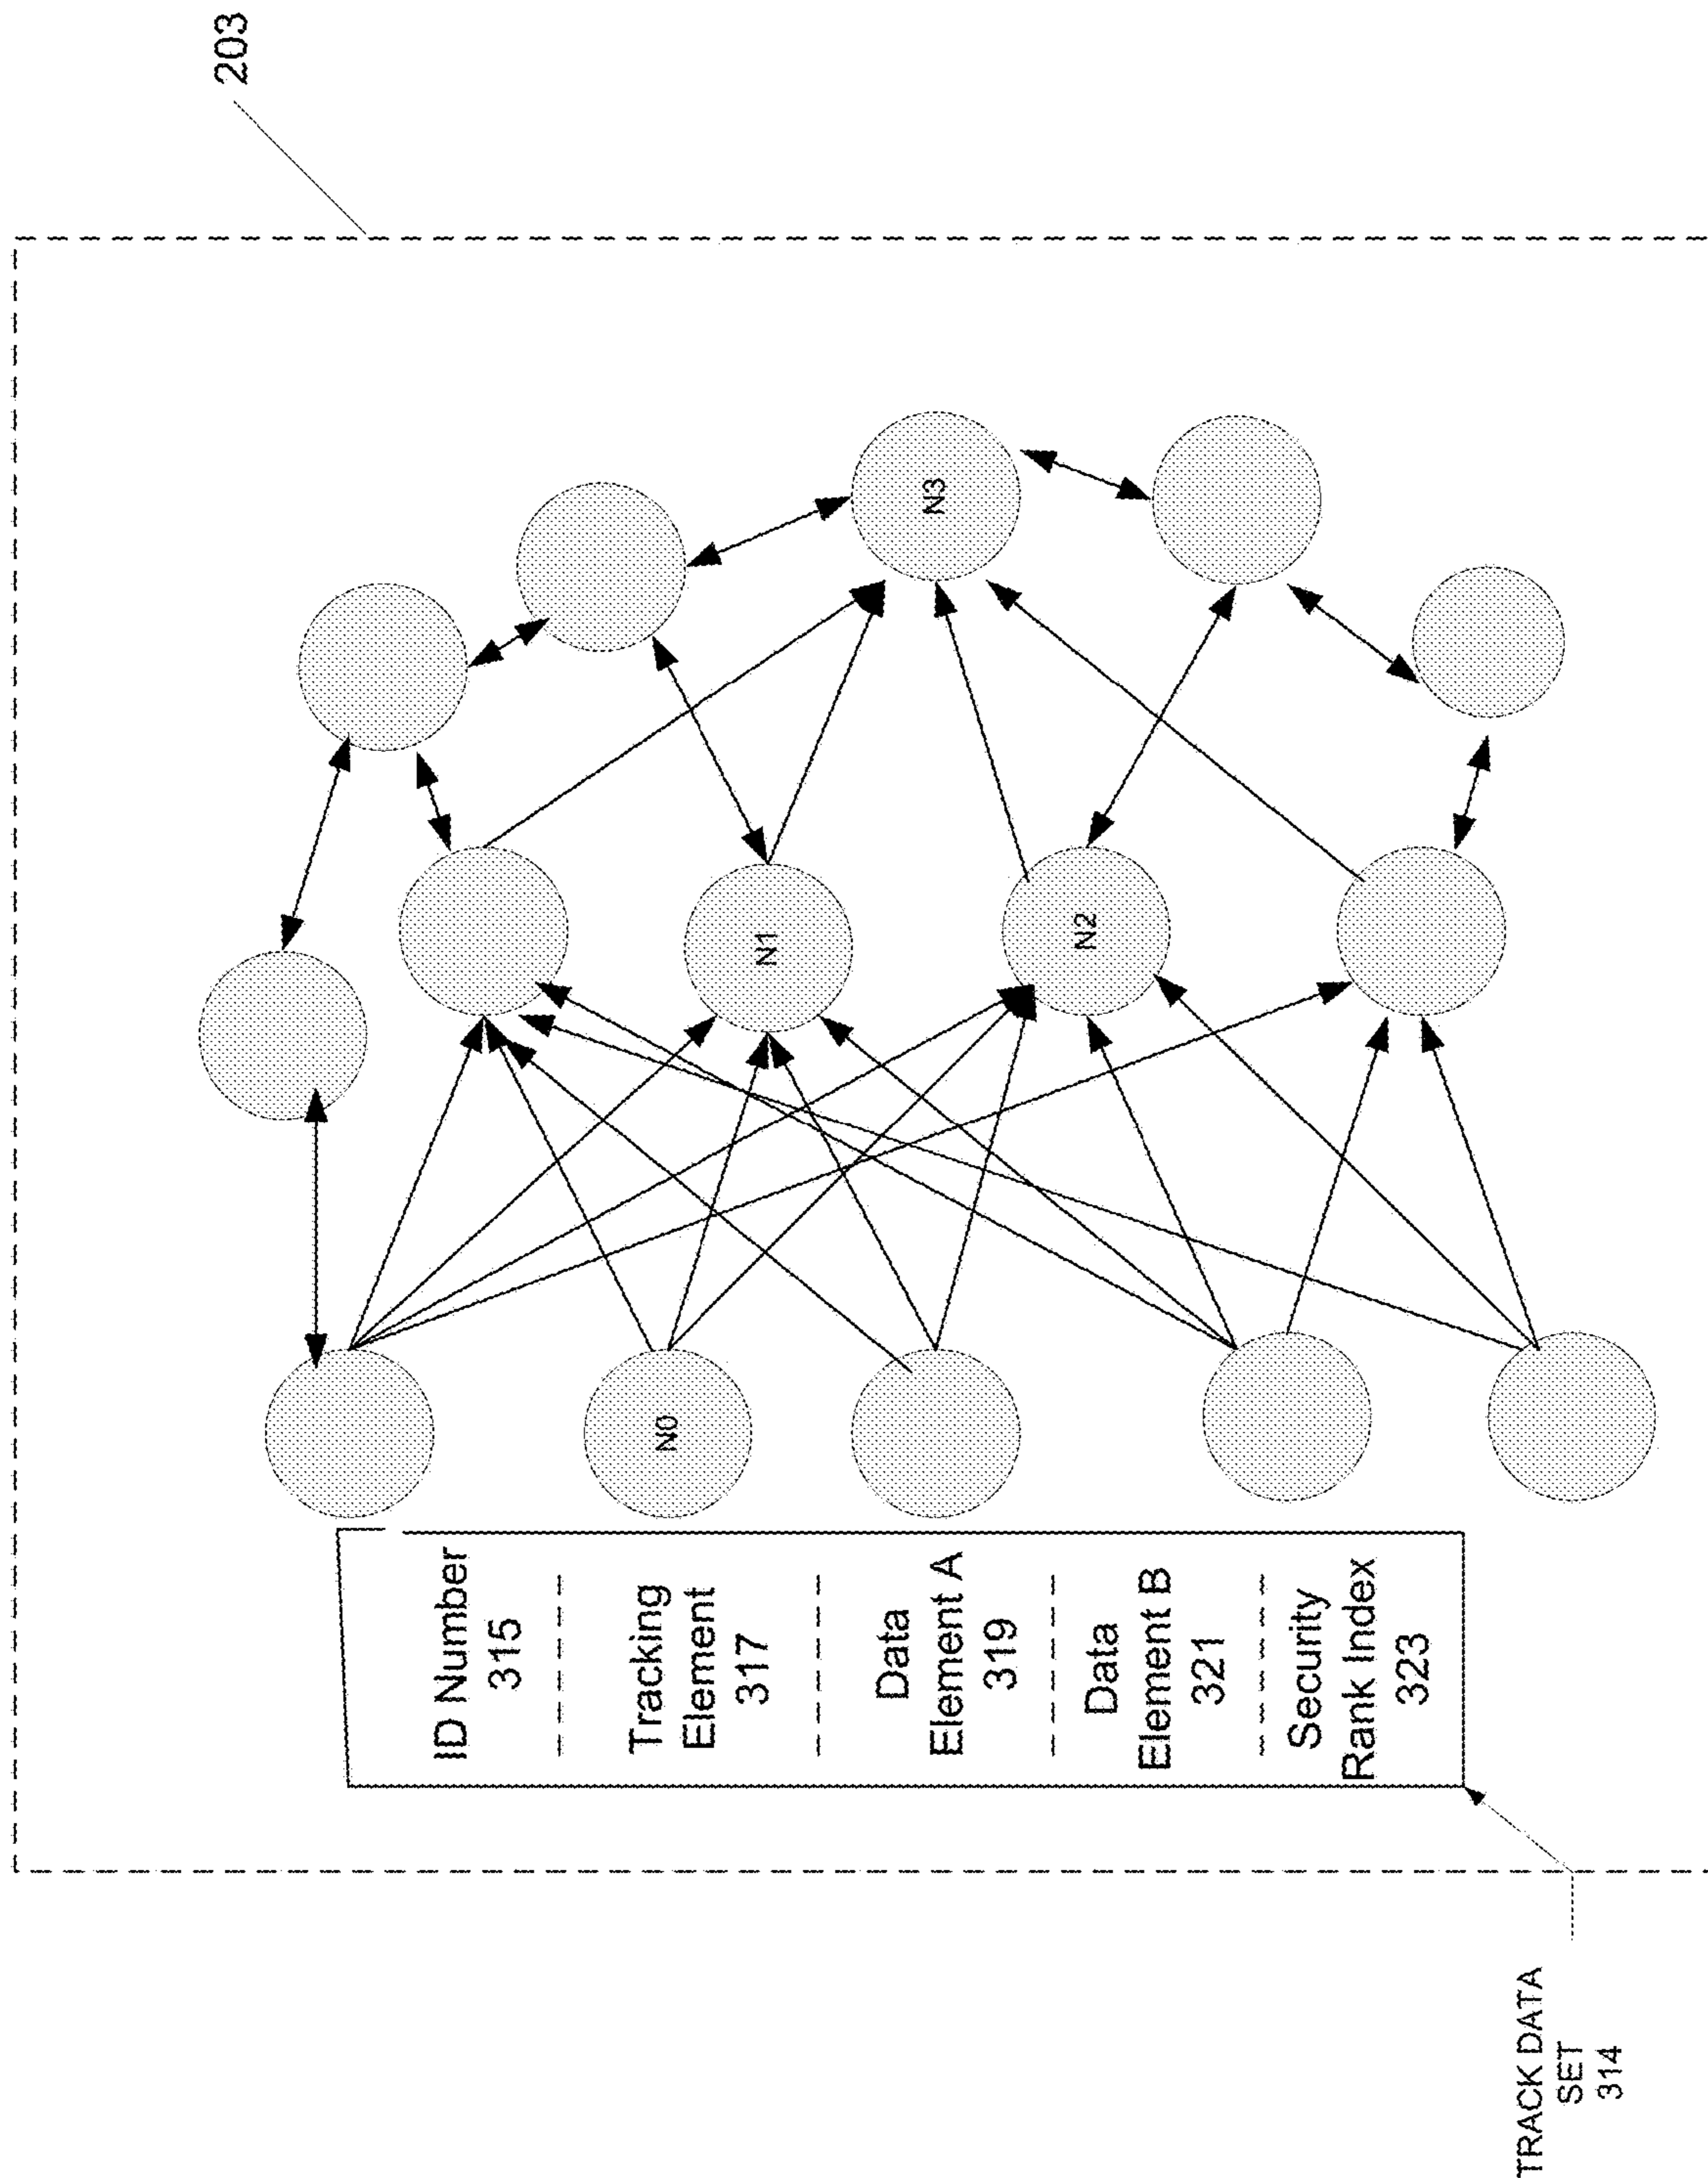 203
ID Number
315
Tracking
Element
317
Data
Element A
319
Data
Element B
321
Security
Rank Index
323
N0
N1
N2
N3
TRACK DATA
SET
314